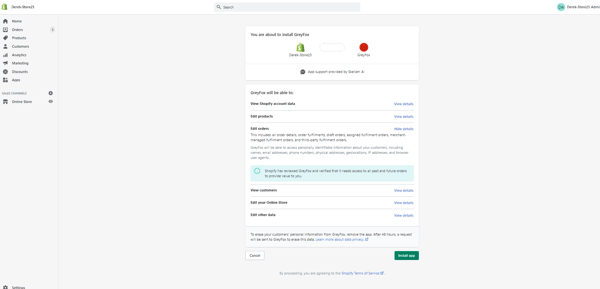 Derek-Store23
Search
DA
Derek-Store23 Admin
Home
Orders
Products
Customers
Analytics
Marketing
Discounts
Apps
SALES CHANNELS
Online Store
Settings
You are about to install GreyFox
Derek-Store23
GreyFox
App support provided by
GreyFox will be able to:
View Shopify account data
View details
Edit products
View details
Edit orders
Hide details
This includes all order details, order fulfillments, draft orders, assigned fulfillment orders, merchant-
managed fulfillment orders, and third-party fulfillment orders.
GreyFox will be able to access personally identifiable information about your customers, including
names, email addresses, phone numbers, physical addresses, geolocations, IP addresses, and browser
user agents.
Shopify has reviewed GreyFox and verified that it needs access to all past and future orders
to provide value to you.
View customers
View details
Edit your Online Store
View details
Edit other data
View details
To erase your customers' personal information from GreyFox, remove the app. After 48 hours, a request
will be sent to GreyFox to erase this data. Learn more about data privacy.
Cancel
Install app
By proceeding, you are agreeing to the Shopify Terms of Service.